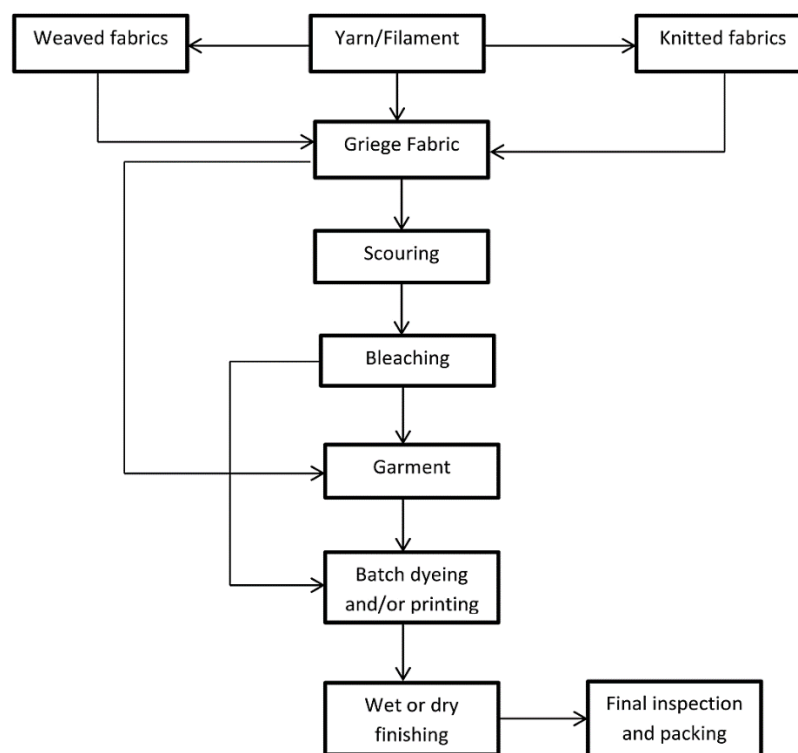 Weaved fabrics
Yarn/Filament
Knitted fabrics
Griege Fabric
Scouring
Bleaching
Garment
Batch dyeing
and/or printing
Wet or dry
finishing
Final inspection
and packing